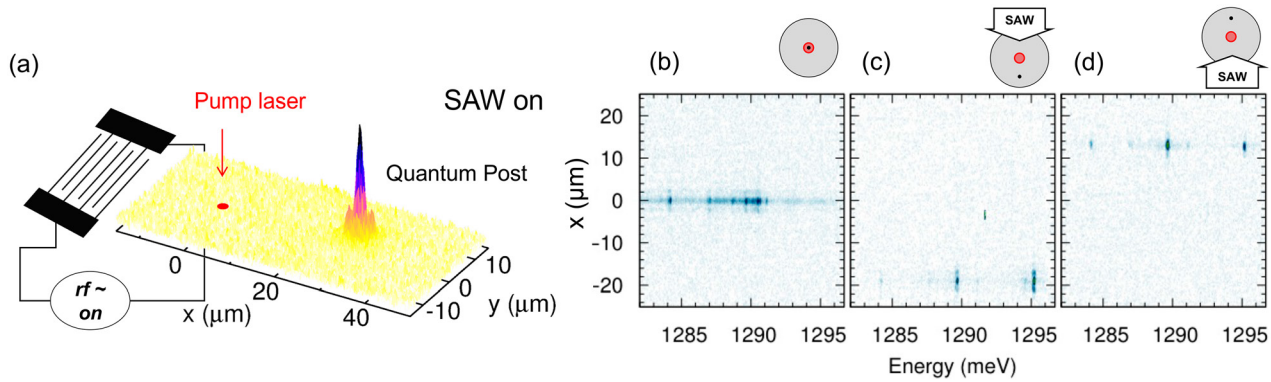 (a)
Pump laser
SAW on
Quantum Post
rf ~
on
0
20
40
x (μm)
-10
0
10
y (μm)
(b)
(c)
SAW
(d)
SAW
x (μm)
20
10
0
-10
-20
1285 1290 1295
1285 1290 1295
1285 1290 1295
Energy (meV)